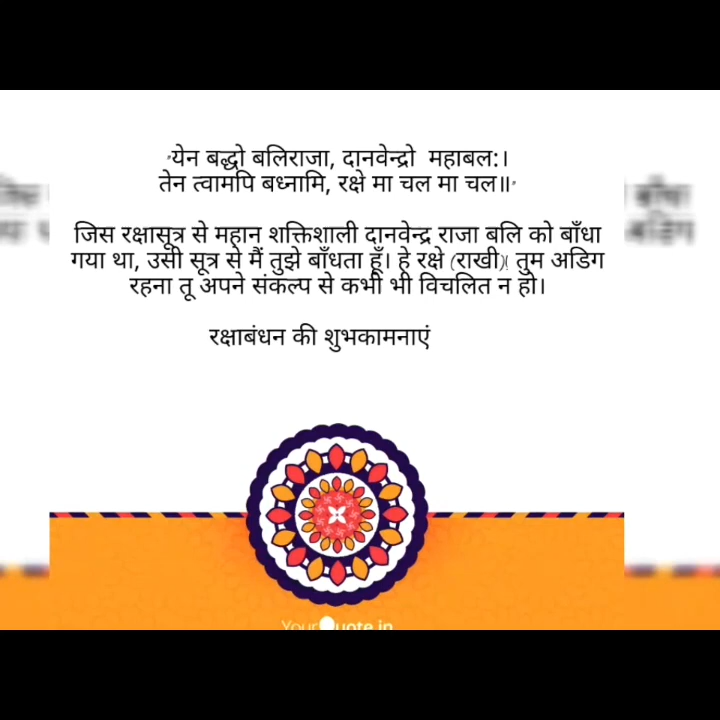 "येन बद्धो बलिराजा, दानवेन्द्रो महाबल:।
तेन त्वामपि बध्नामि, रक्षे मा चल मा चल॥"
जिस रक्षासूत्र से महान शक्तिशाली दानवेन्द्र राजा बलि को बाँधा
गया था, उसी सूत्र से मैं तुझे बाँधता हूँ। हे रक्षे (राखी)( तुम अडिग
रहना तू अपने संकल्प से कभी भी विचलित न हो।
रक्षाबंधन की शुभकामनाएं
YourQuote.in